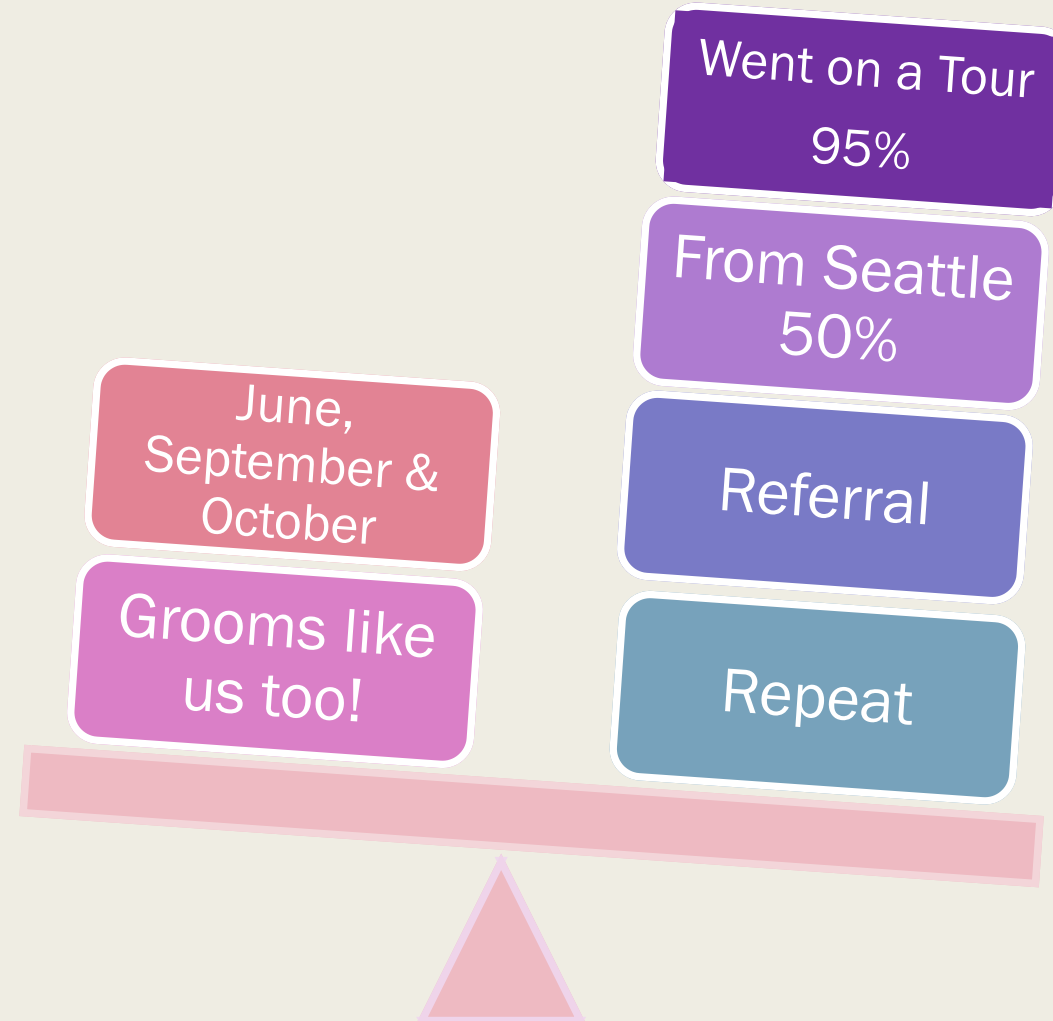 June,
September &
October
Grooms like
us too!
Went on a Tour
95%
From Seattle
50%
Referral
Repeat